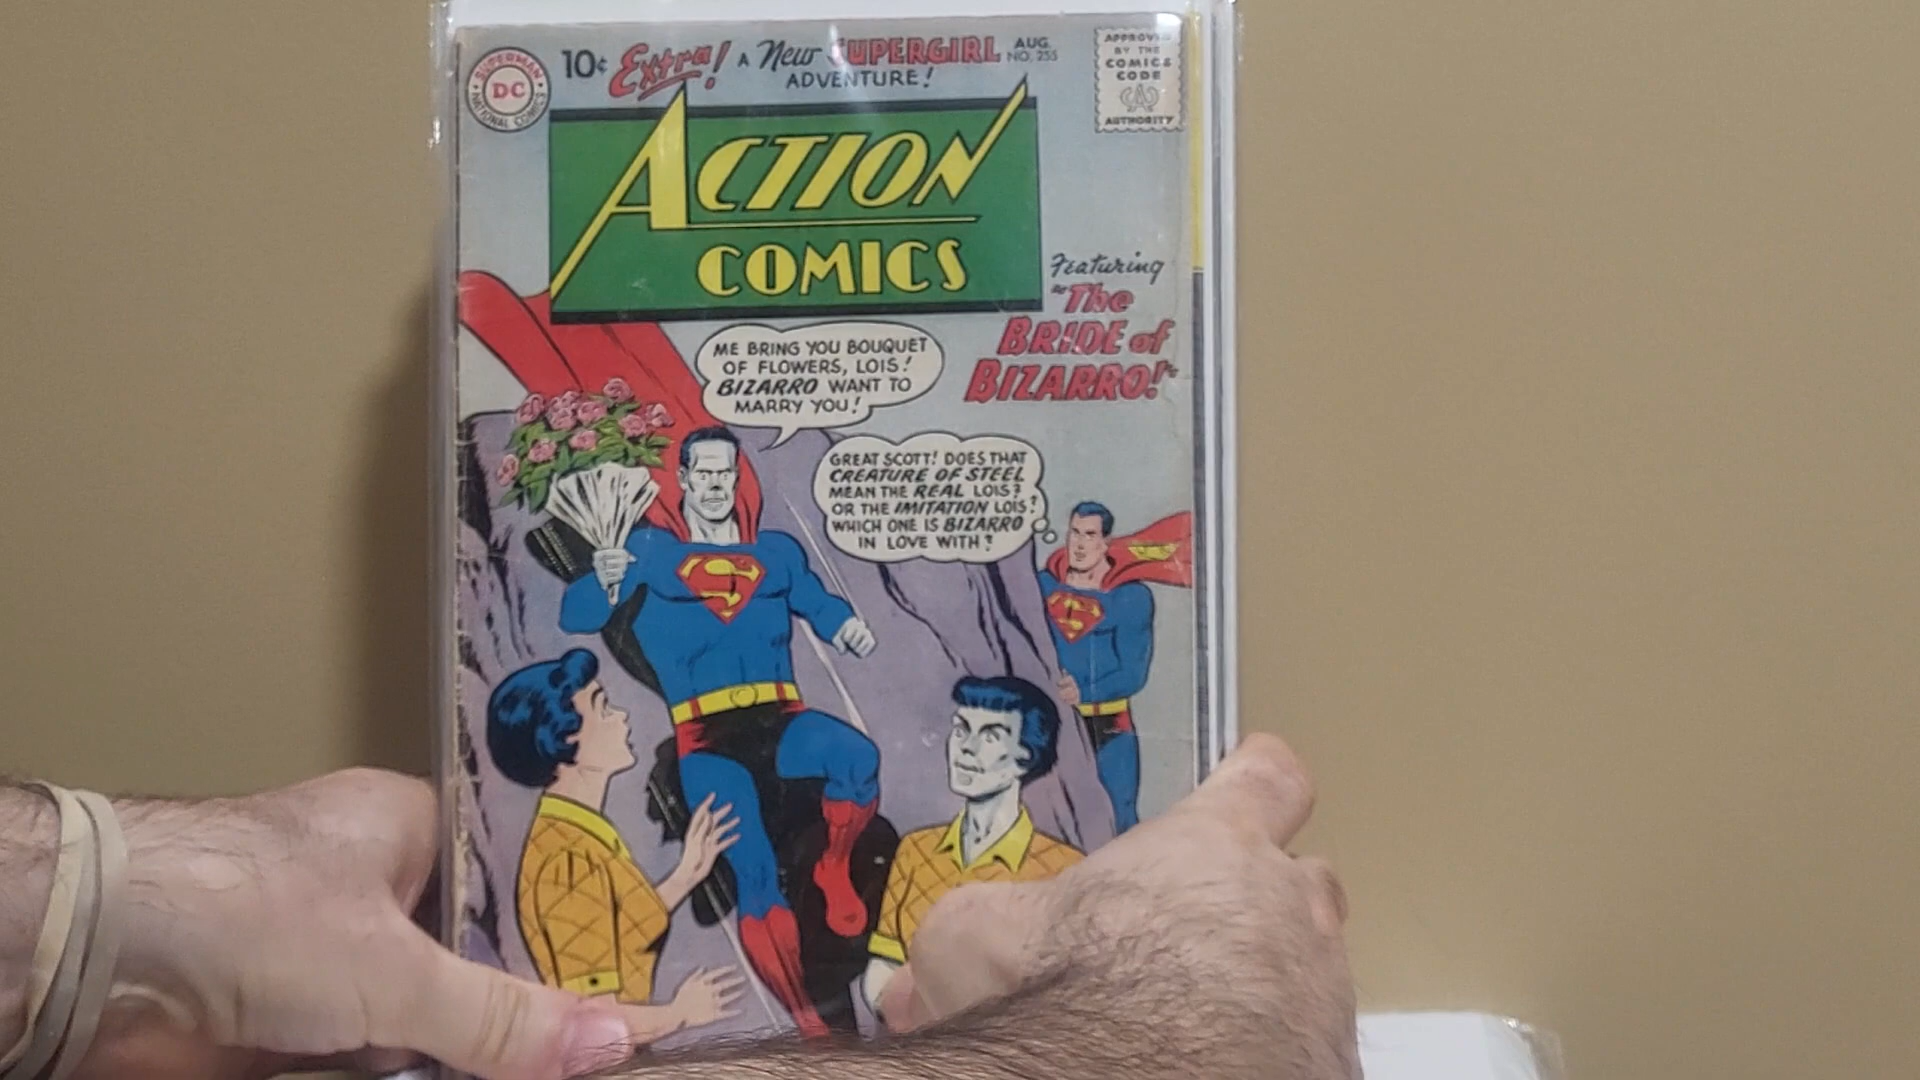 SUPERMAN
DC
NATIONAL COMICS
10¢ Extra! A New SUPERGIRL
ADVENTURE!
AUG.
NO. 255
APPROVED
BY THE
COMICS
CODE
CA
AUTHORITY
ACTION
COMICS
Featuring
"The
BRIDE of
BIZARRO!"
ME BRING YOU BOUQUET
OF FLOWERS, LOIS!
BIZARRO WANT TO
MARRY YOU!
GREAT SCOTT! DOES THAT
CREATURE OF STEEL
MEAN THE REAL LOIS?
OR THE IMITATION LOIS?
WHICH ONE IS BIZARRO
IN LOVE WITH?
S
S